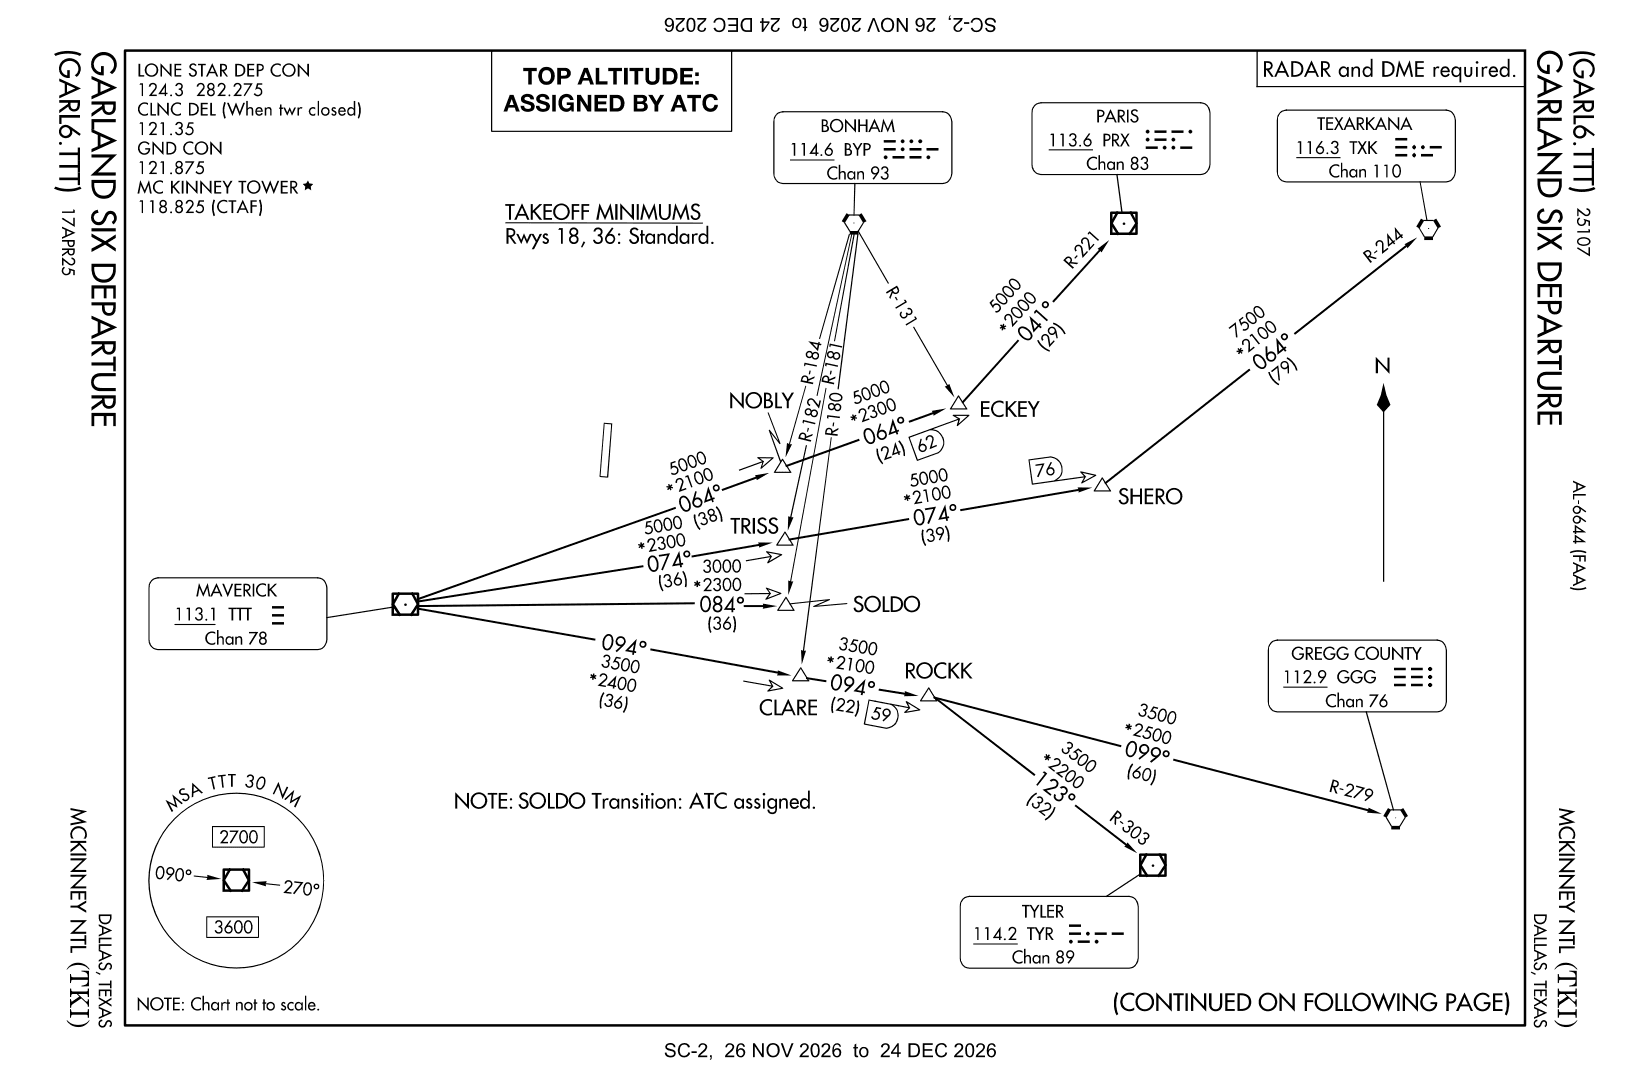 SC-2, 26 NOV 2026 to 24 DEC 2026
(GARL6.TTT) 17APR25
GARLAND SIX DEPARTURE
MCKINNEY NTL (TKI)
DALLAS, TEXAS
LONE STAR DEP CON
124.3 282.275
CLNC DEL (When twr closed)
121.35
GND CON
121.875
MC KINNEY TOWER ★
118.825 (CTAF)
TOP ALTITUDE:
ASSIGNED BY ATC
RADAR and DME required.
TAKEOFF MINIMUMS
Rwys 18, 36: Standard.
BONHAM
114.6 BYP
Chan 93
PARIS
113.6 PRX
Chan 83
TEXARKANA
116.3 TXK
Chan 110
R-131
R-184
R-181
R-182
R-180
R-221
5000
*2000
041°
(29)
R-244
7500
*2100
064°
(79)
N
NOBLY
5000
*2300
064°
(24)
62
ECKEY
5000
*2100
064°
(38)
76
SHERO
TRISS
5000
*2300
074°
(36)
5000
*2100
074°
(39)
3000
*2300
084°
(36)
SOLDO
MAVERICK
113.1 TTT
Chan 78
094°
3500
*2400
(36)
CLARE
3500
*2100
094°
(22)
59
ROCKK
3500
*2500
099°
(60)
R-279
3500
*2200
123°
(32)
R-303
GREGG COUNTY
112.9 GGG
Chan 76
TYLER
114.2 TYR
Chan 89
NOTE: SOLDO Transition: ATC assigned.
MSA TTT 30 NM
2700
090°
270°
3600
NOTE: Chart not to scale.
(CONTINUED ON FOLLOWING PAGE)
(GARL6.TTT) 25107
GARLAND SIX DEPARTURE
AL-6644 (FAA)
MCKINNEY NTL (TKI)
DALLAS, TEXAS
SC-2, 26 NOV 2026 to 24 DEC 2026